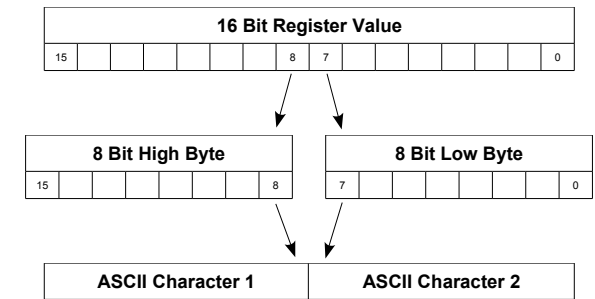 16 Bit Register Value
15 8 7 0
8 Bit High Byte 8 Bit Low Byte
15 8 7 0
ASCII Character 1 ASCII Character 2